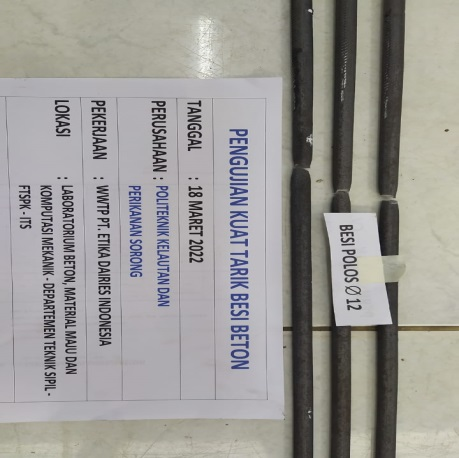 PENGUJIAN KUAT TARIK BESI BETON
TANGGAL : 18 MARET 2022
PERUSAHAAN : POLITEKNIK KELAUTAN DAN
PERIKANAN SORONG
PEKERJAAN : WWTP PT. ETIKA DAIRIES INDONESIA
LOKASI : LABORATORIUM BETON, MATERIAL MAJU DAN
KOMPUTASI MEKANIK - DEPARTEMEN TEKNIK SIPIL -
FTSPK - ITS
BESI POLOS Ø 12